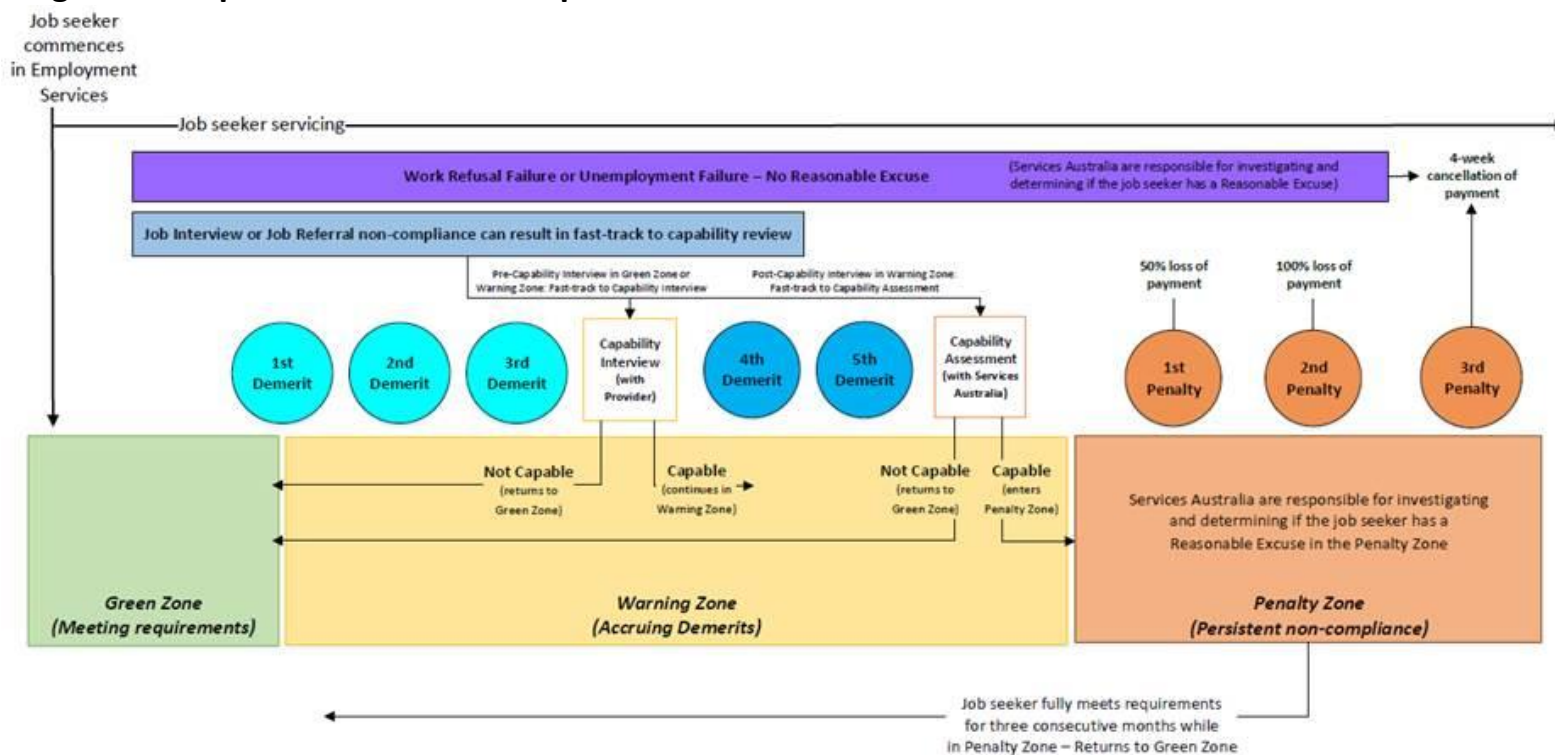 Job seeker
commences
in Employment
Services
Job seeker servicing
Work Refusal Failure or Unemployment Failure – No Reasonable Excuse
(Services Australia are responsible for investigating and
determining if the job seeker has a Reasonable Excuse)
4-week
cancellation of
payment
Job Interview or Job Referral non-compliance can result in fast-track to capability review
Pre-Capability Interview in Green Zone or
Warning Zone: Fast-track to Capability Interview
Post-Capability Interview in Warning Zone:
Fast-track to Capability Assessment
50% loss of
payment
100% loss of
payment
1st
Demerit
2nd
Demerit
3rd
Demerit
Capability
Interview
(with
Provider)
4th
Demerit
5th
Demerit
Capability
Assessment
(with Services
Australia)
1st
Penalty
2nd
Penalty
3rd
Penalty
Not Capable
(returns to
Green Zone)
Capable
(continues in
Warning Zone)
Not Capable
(returns to
Green Zone)
Capable
(enters
Penalty Zone)
Services Australia are responsible for investigating
and determining if the job seeker has a
Reasonable Excuse in the Penalty Zone
Green Zone
(Meeting requirements)
Warning Zone
(Accruing Demerits)
Penalty Zone
(Persistent non-compliance)
Job seeker fully meets requirements
for three consecutive months while
in Penalty Zone – Returns to Green Zone